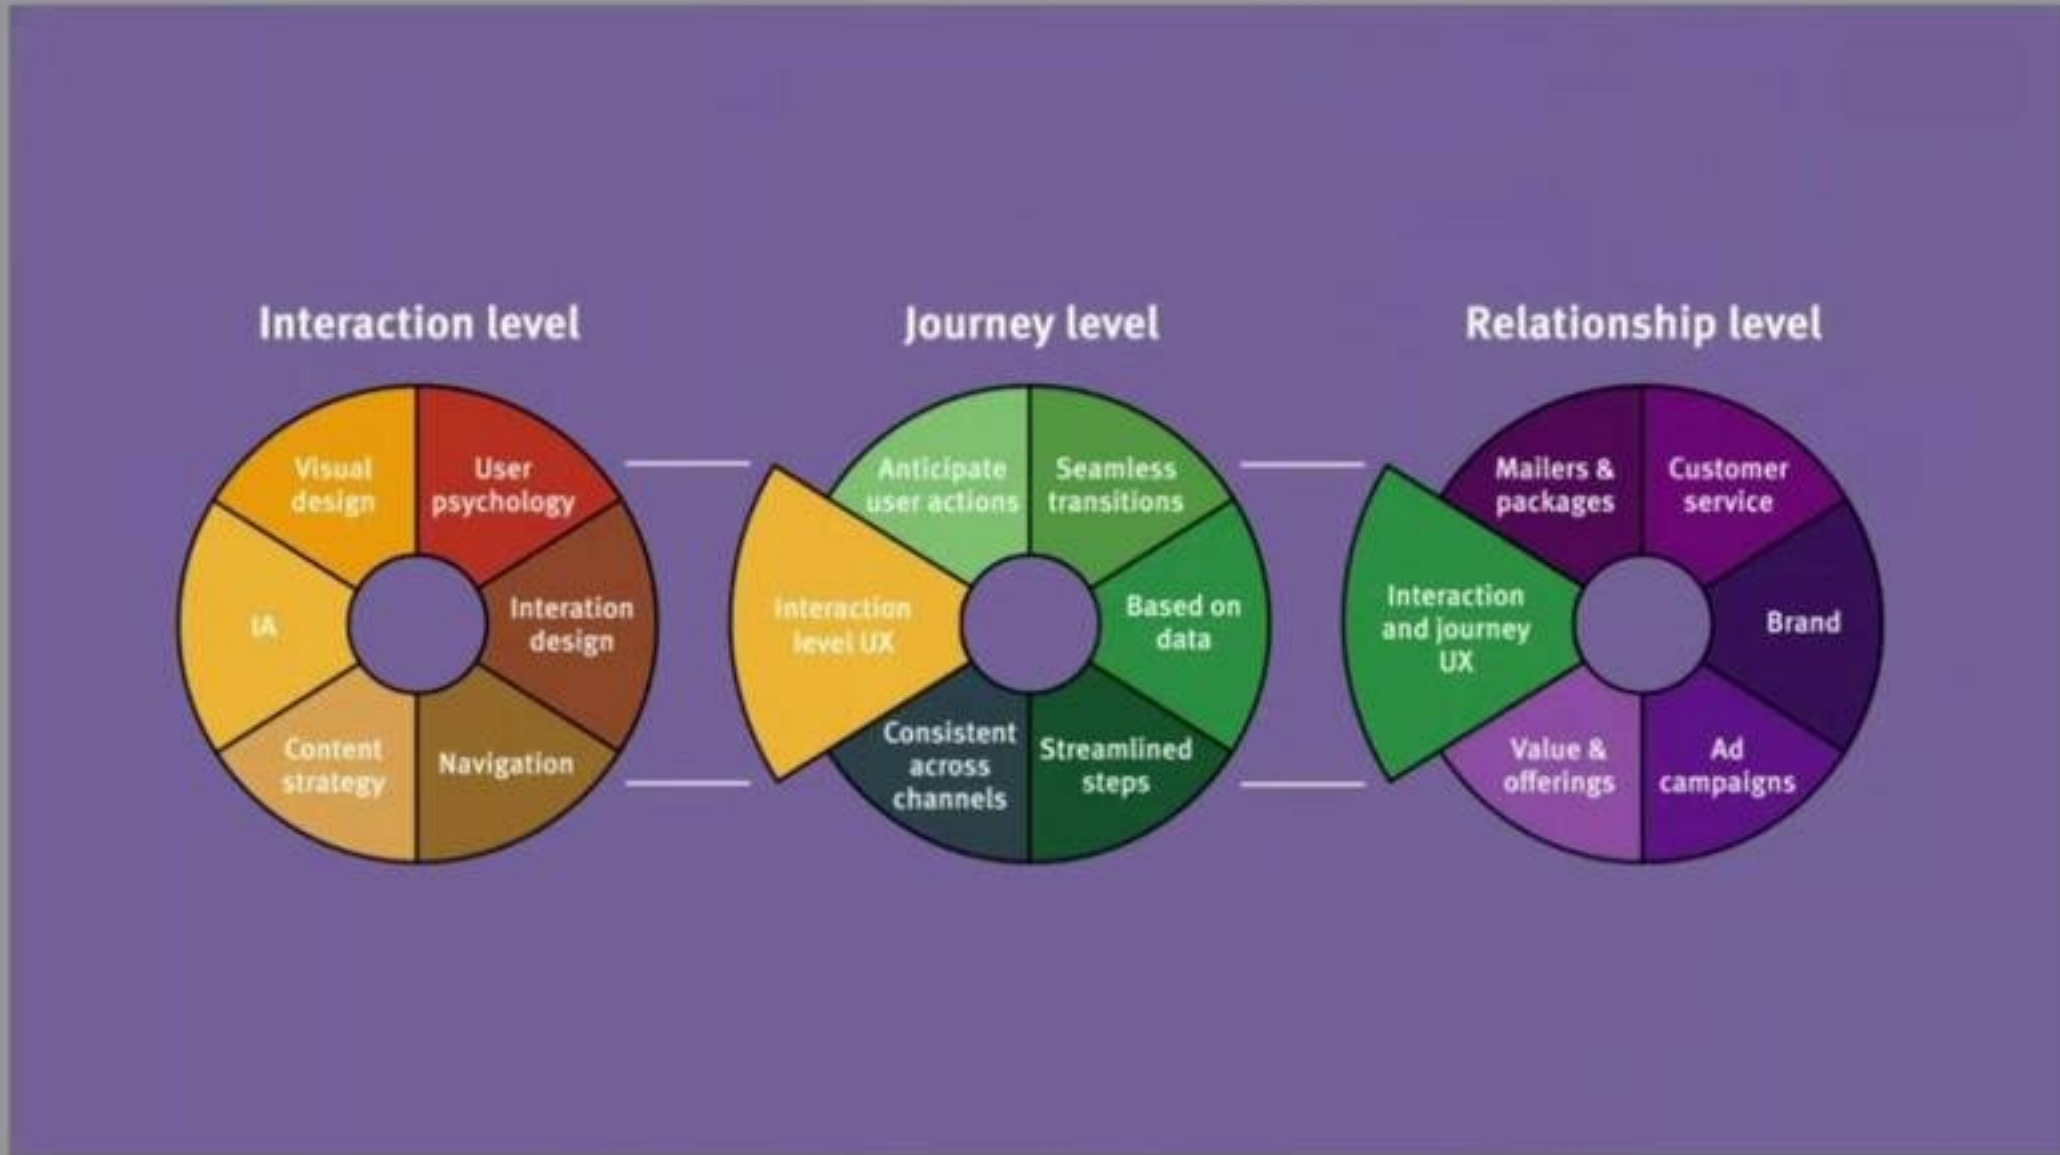 Interaction level
Visual
design
User
psychology
IA
Interation
design
Content
strategy
Navigation
Journey level
Anticipate
user actions
Seamless
transitions
Interaction
level UX
Based on
data
Consistent
across
channels
Streamlined
steps
Relationship level
Mailers &
packages
Customer
service
Interaction
and journey
UX
Brand
Value &
offerings
Ad
campaigns